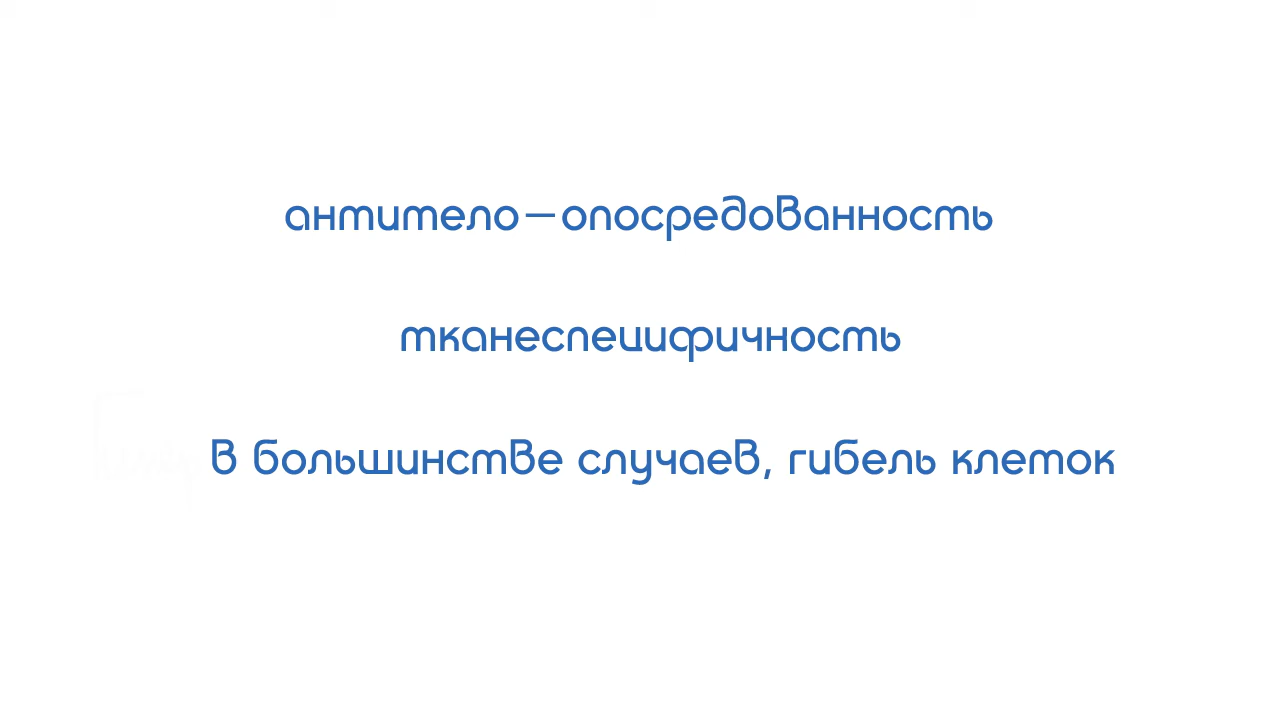 антитело–опосредованность
тканеспецифичность
в большинстве случаев, гибель клеток